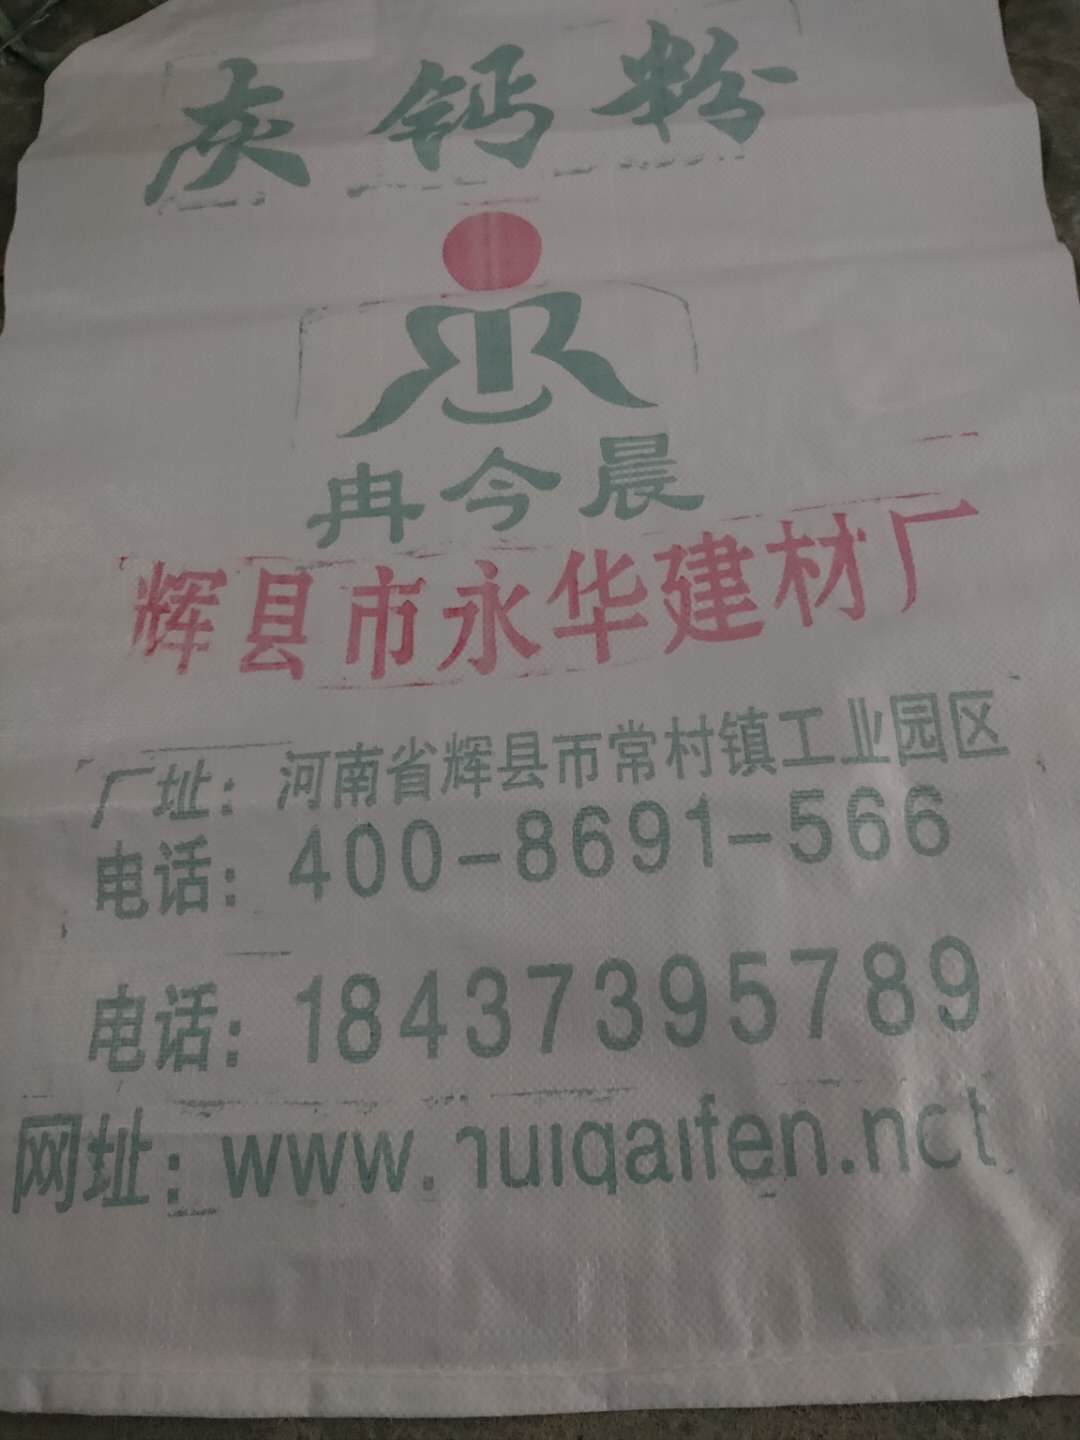 灰钙粉
冉今晨
辉县市永华建材厂
厂址：河南省辉县市常村镇工业园区
电话：400-8691-566
电话：18437395789
网址：www.huigaifen.net